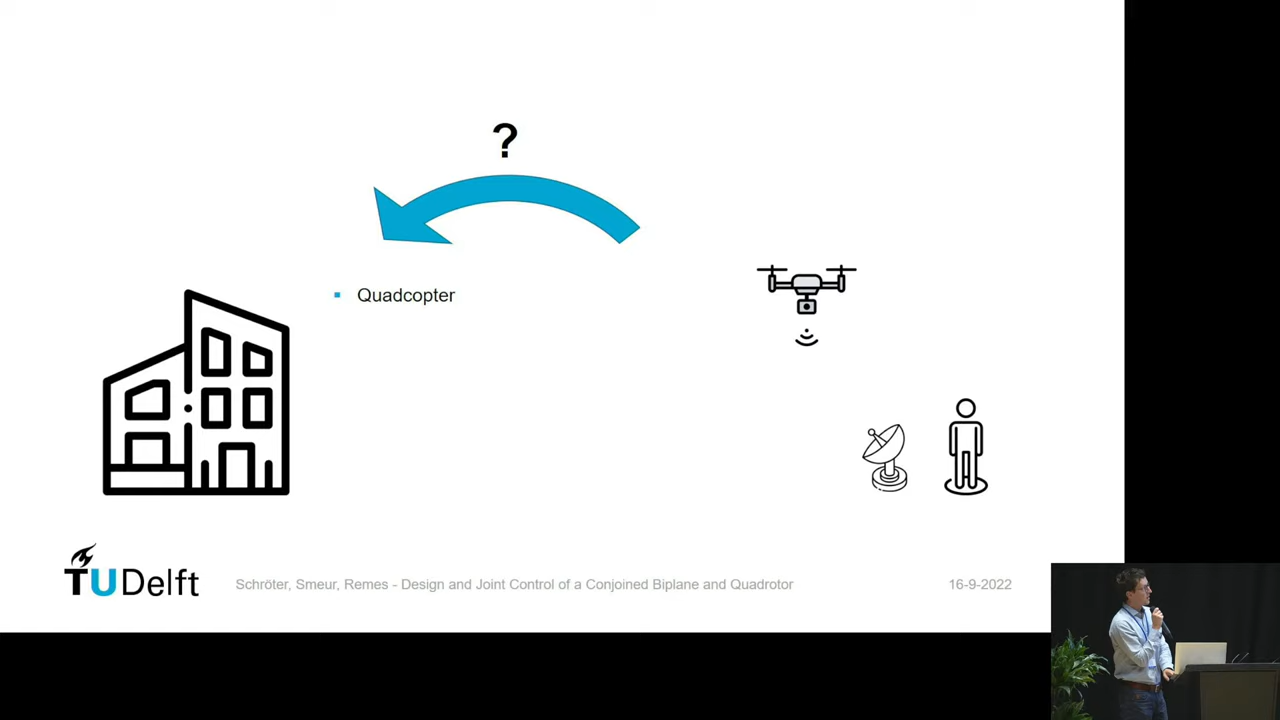 ?
Quadcopter
TUDelft
Schröter, Smeur, Remes - Design and Joint Control of a Conjoined Biplane and Quadrotor
16-9-2022